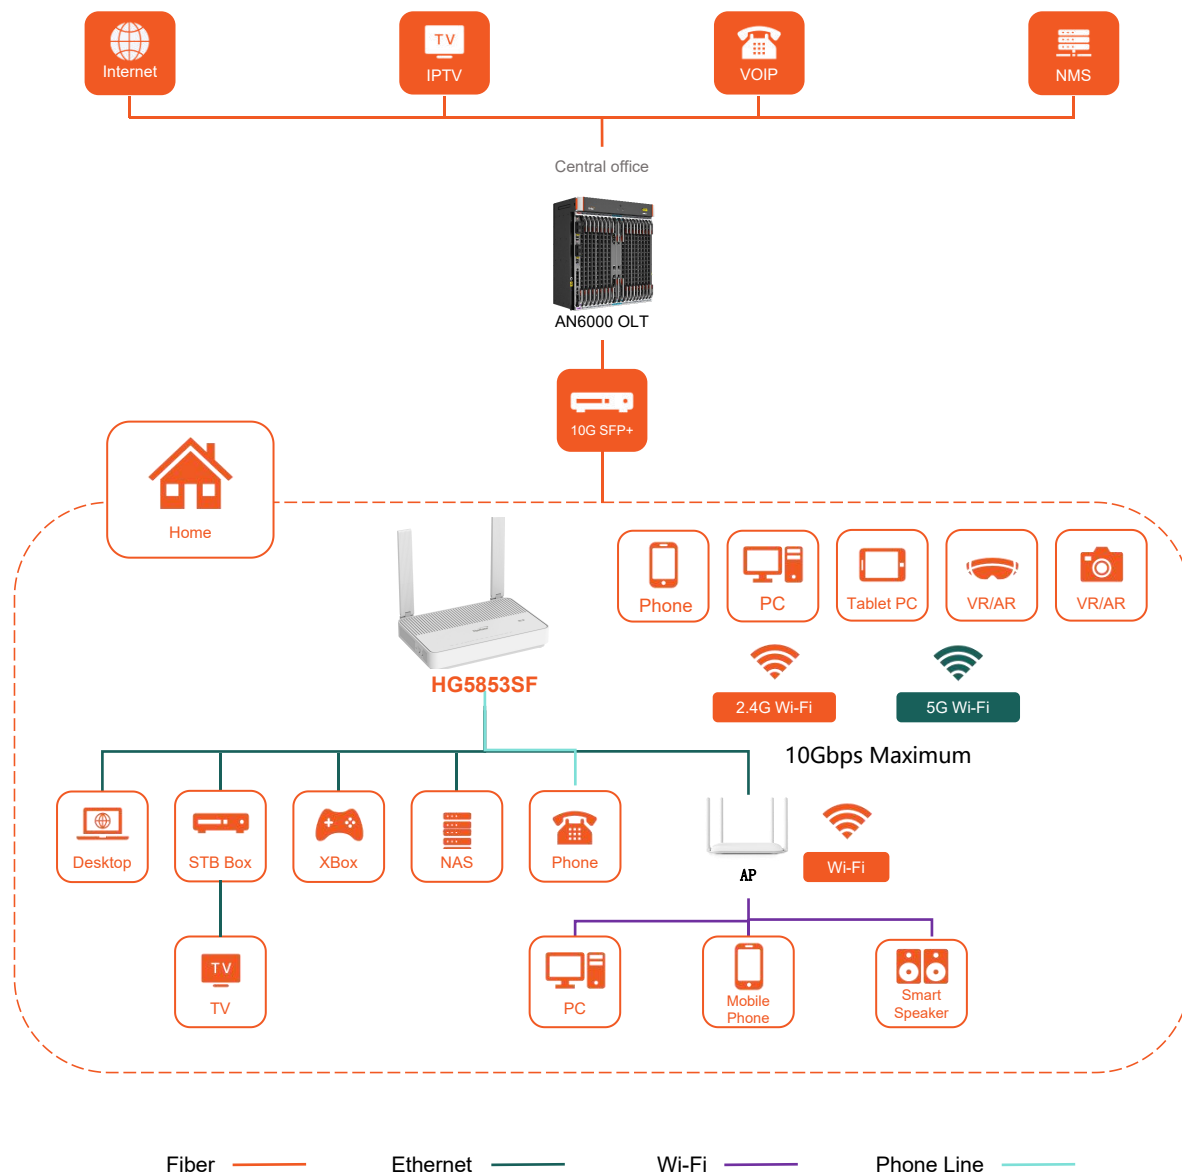 Internet
TV
IPTV
VOIP
NMS
Central office
AN6000 OLT
10G SFP+
Home
HG5853SF
Phone
PC
Tablet PC
VR/AR
VR/AR
2.4G Wi-Fi
5G Wi-Fi
10Gbps Maximum
Desktop
STB Box
XBox
NAS
Phone
AP
Wi-Fi
TV
TV
PC
Mobile
Phone
Smart
Speaker
Fiber
Ethernet
Wi-Fi
Phone Line